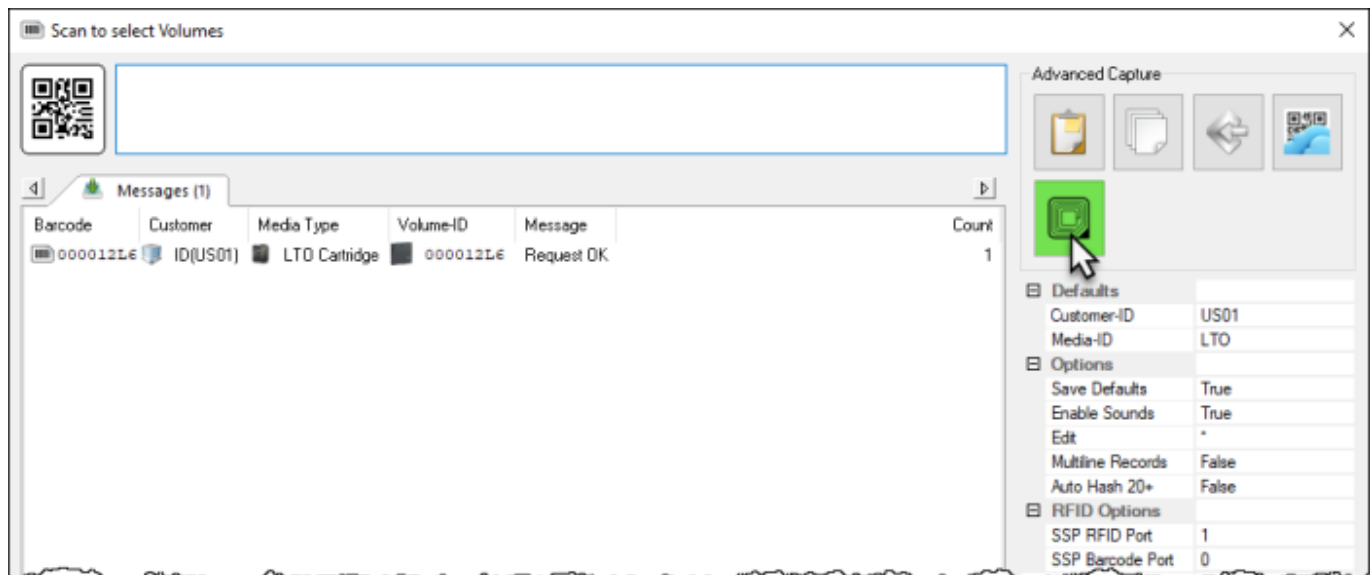 Scan to select Volumes
Advanced Capture
Messages (1)
Barcode Customer Media Type Volume-ID Message Count
000012L6 ID(US01) LTO Cartridge 000012L6 Request OK 1
Defaults
Customer-ID US01
Media-ID LTO
Options
Save Defaults True
Enable Sounds True
Edit *
Multiline Records False
Auto Hash 20+ False
RFID Options
SSP RFID Port 1
SSP Barcode Port 0